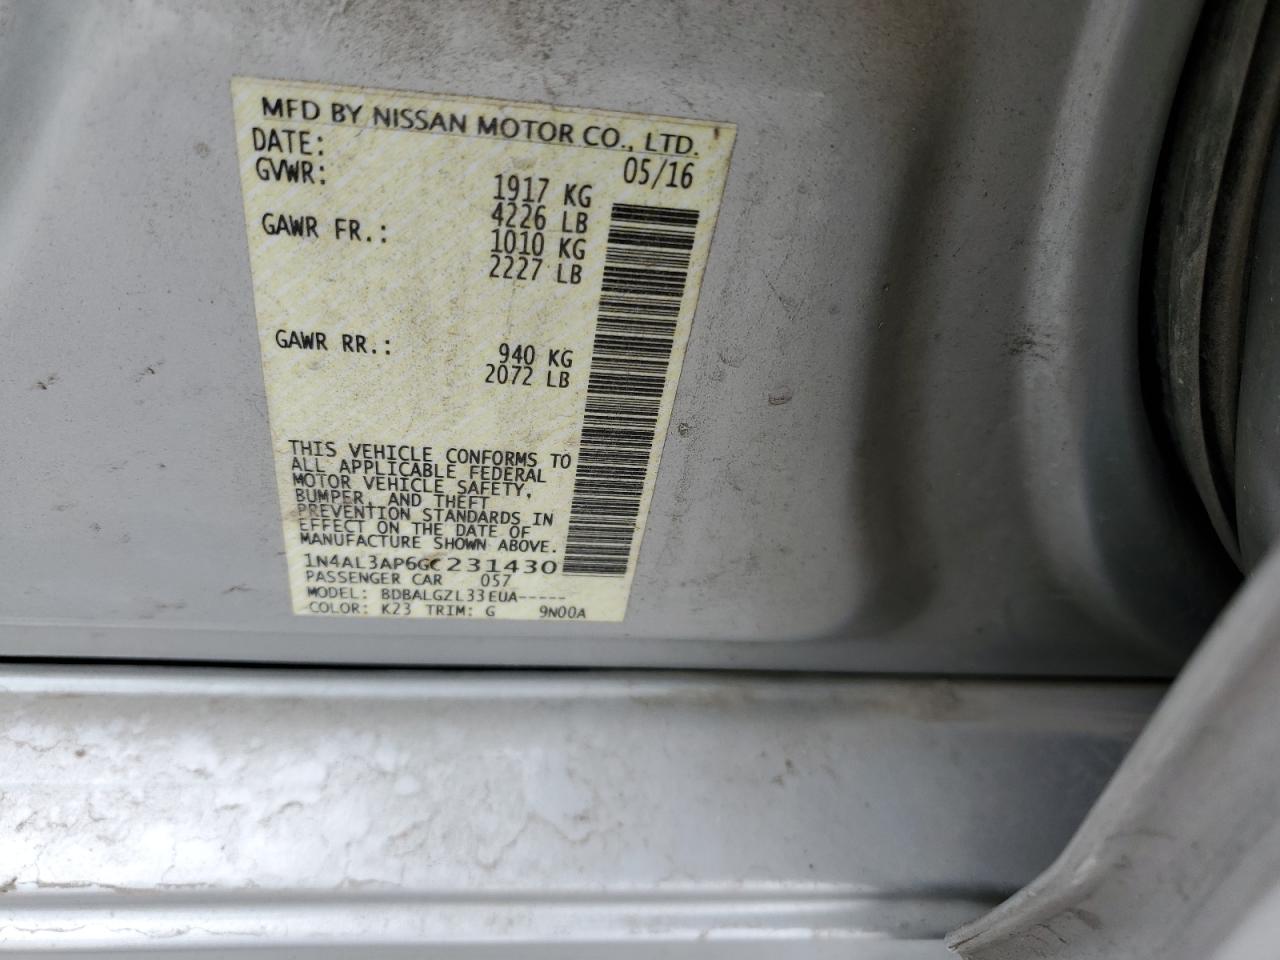 MFD BY NISSAN MOTOR CO., LTD.
DATE: 05/16
GVWR: 1917 KG
4226 LB
GAWR FR.: 1010 KG
2227 LB
GAWR RR.: 940 KG
2072 LB
THIS VEHICLE CONFORMS TO
ALL APPLICABLE FEDERAL
MOTOR VEHICLE SAFETY,
BUMPER, AND THEFT
PREVENTION STANDARDS IN
EFFECT ON THE DATE OF
MANUFACTURE SHOWN ABOVE.
1N4AL3AP6GC231430
PASSENGER CAR 057
MODEL: BDBALGZL33EUA-----
COLOR: K23 TRIM: G 9N00A